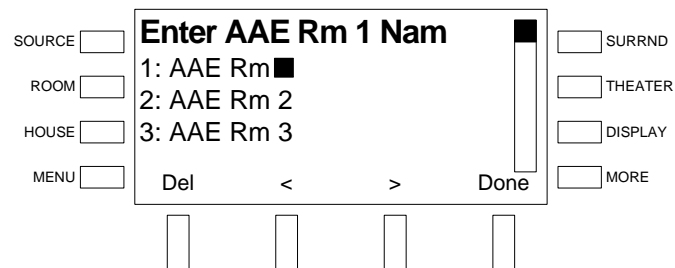 Enter AAE Rm 1 Nam
SOURCE
SURRND
1: AAE Rm
ROOM
THEATER
2: AAE Rm 2
HOUSE
3: AAE Rm 3
DISPLAY
MENU
Del < > Done
MORE